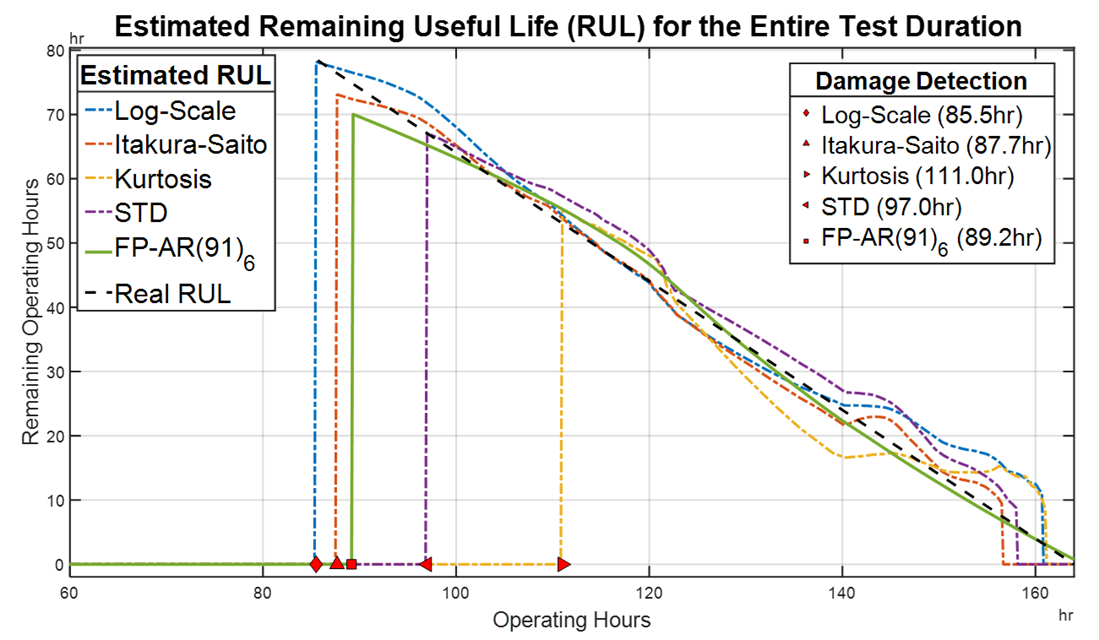 Estimated Remaining Useful Life (RUL) for the Entire Test Duration
hr
80
70
60
50
40
30
20
10
0
Remaining Operating Hours
Estimated RUL
Log-Scale
Itakura-Saito
Kurtosis
STD
FP-AR(91)6
Real RUL
Damage Detection
Log-Scale (85.5hr)
Itakura-Saito (87.7hr)
Kurtosis (111.0hr)
STD (97.0hr)
FP-AR(91)6 (89.2hr)
60 80 100 120 140 160
hr
Operating Hours